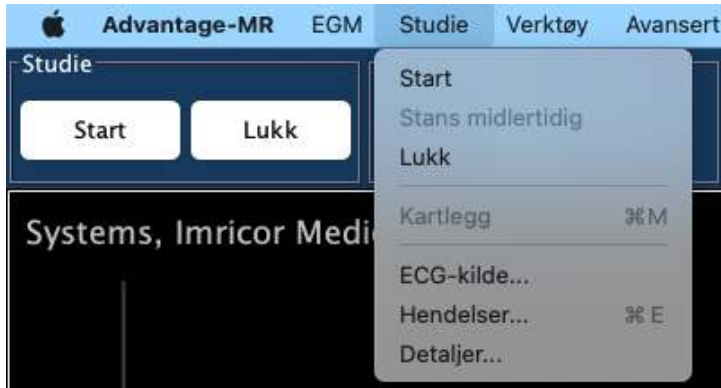 Advantage-MR EGM Studie Verktøy Avansert
Studie
Start Lukk
Systems, Imricor Medi
Start
Stans midlertidig
Lukk
Kartlegg ⌘M
ECG-kilde...
Hendelser... ⌘E
Detaljer...